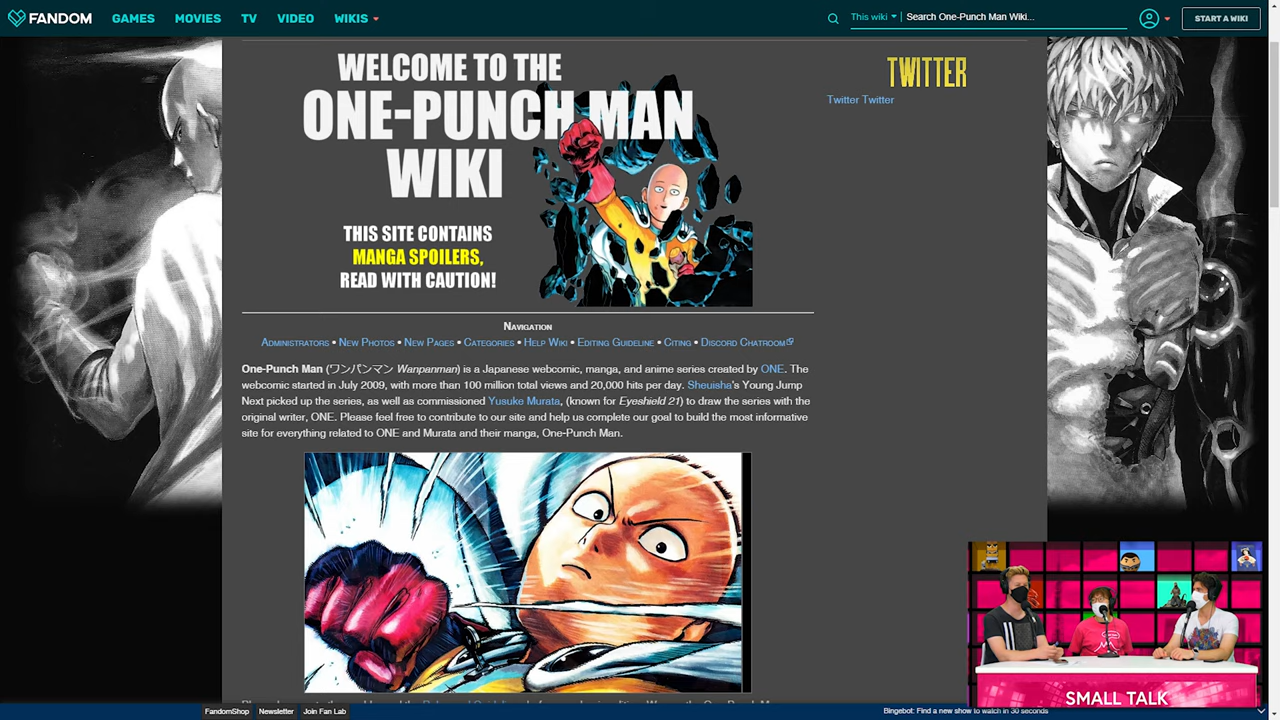 FANDOM GAMES MOVIES TV VIDEO WIKIS This wiki Search One-Punch Man Wiki... START A WIKI
WELCOME TO THE
ONE-PUNCH MAN
WIKI
THIS SITE CONTAINS
MANGA SPOILERS,
READ WITH CAUTION!
TWITTER
Twitter Twitter
NAVIGATION
ADMINISTRATORS • NEW PHOTOS • NEW PAGES • CATEGORIES • HELP WIKI • EDITING GUIDELINE • CITING • DISCORD CHATROOM
One-Punch Man (ワンパンマン Wanpanman) is a Japanese webcomic, manga, and anime series created by ONE. The
webcomic started in July 2009, with more than 100 million total views and 20,000 hits per day. Sheuisha's Young Jump
Next picked up the series, as well as commissioned Yusuke Murata, (known for Eyeshield 21) to draw the series with the
original writer, ONE. Please feel free to contribute to our site and help us complete our goal to build the most informative
site for everything related to ONE and Murata and their manga, One-Punch Man.
SMALL TALK
FandomShop Newsletter Join Fan Lab Bingebot: Find a new show to watch in 30 seconds